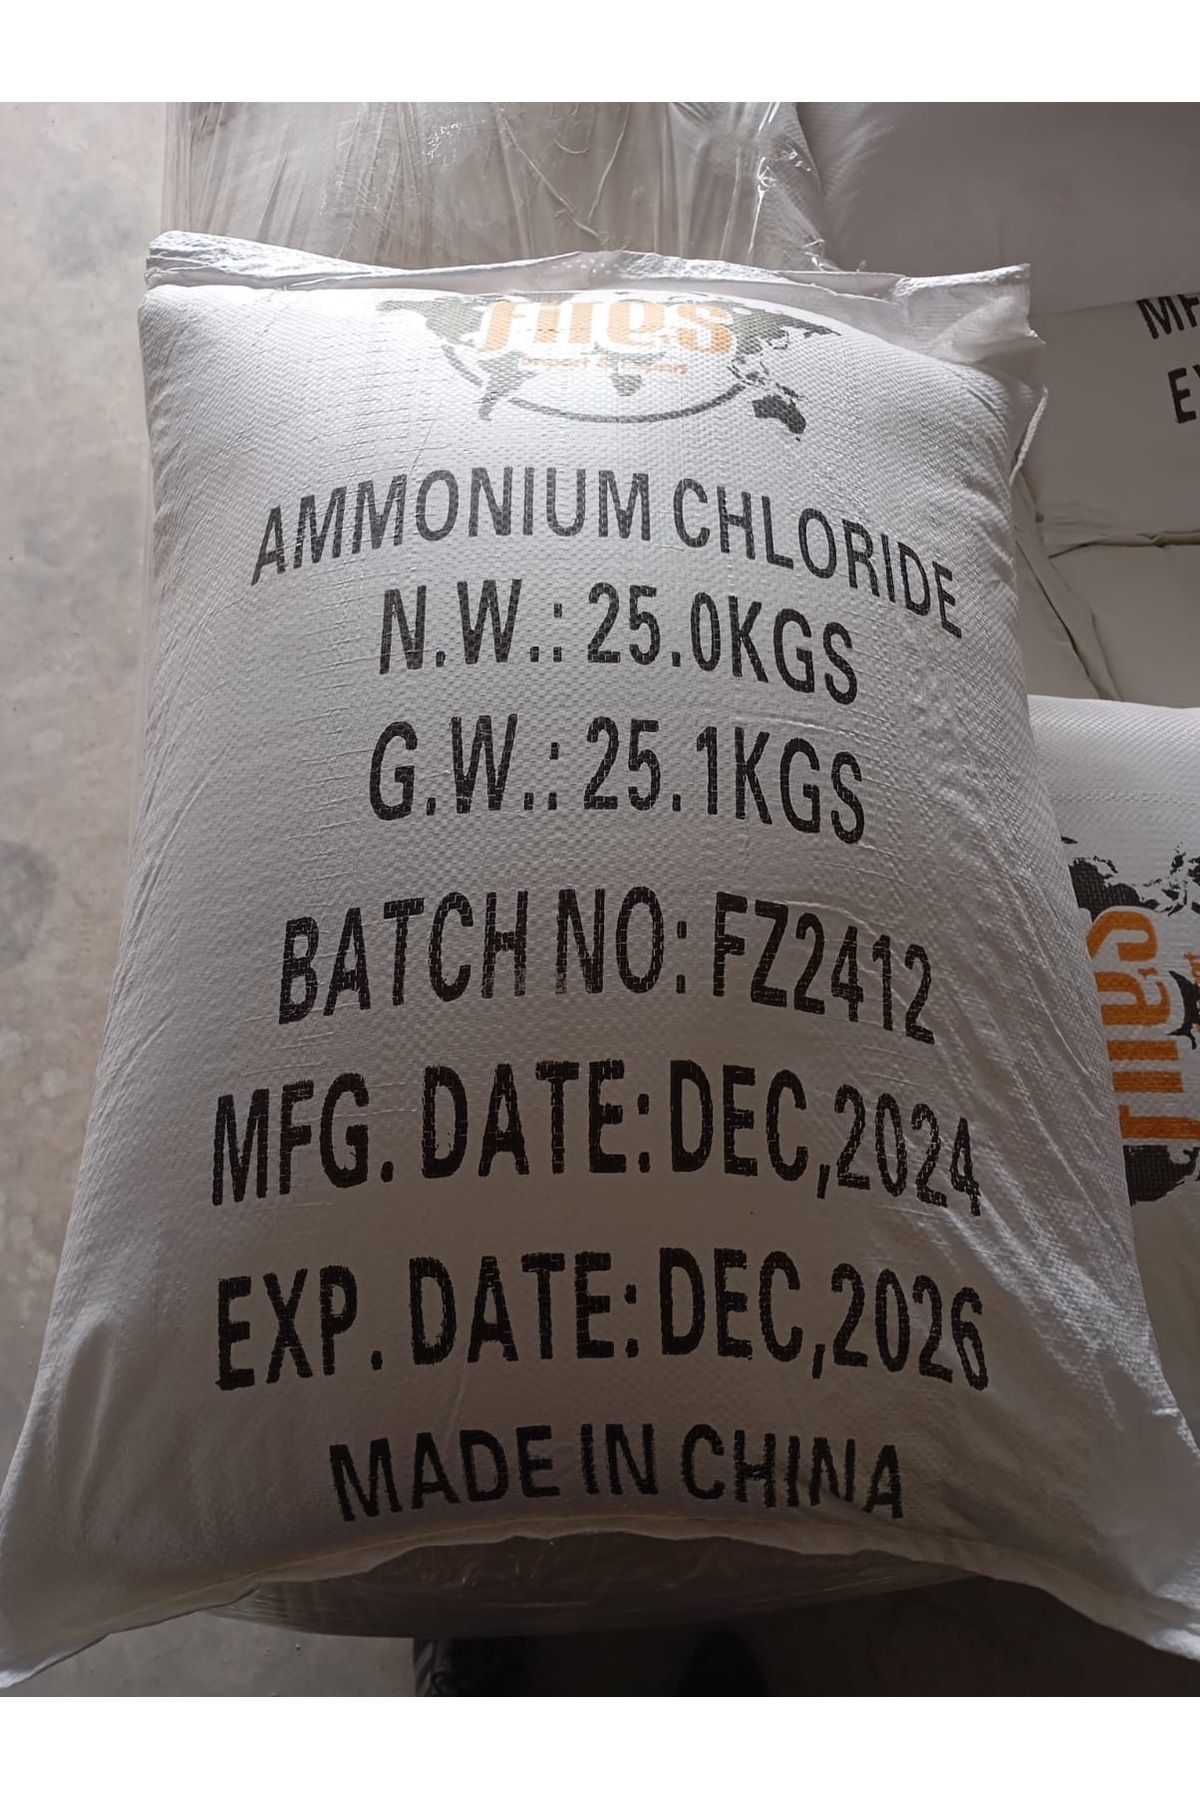 AMMONIUM CHLORIDE
N.W.: 25.0KGS
G.W.: 25.1KGS
BATCH NO: FZ2412
MFG. DATE: DEC,2024
EXP. DATE: DEC,2026
MADE IN CHINA